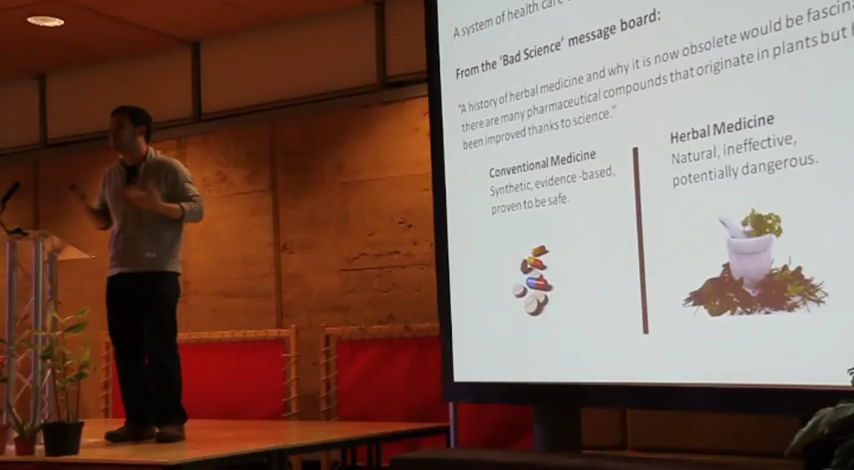 A system of health care
From the 'Bad Science' message board:
"A history of herbal medicine and why it is now obsolete would be
there are many pharmaceutical compounds that originate in plants but
been improved thanks to science."
Conventional Medicine
Synthetic, evidence-based,
proven to be safe.
Herbal Medicine
Natural, ineffective,
potentially dangerous.